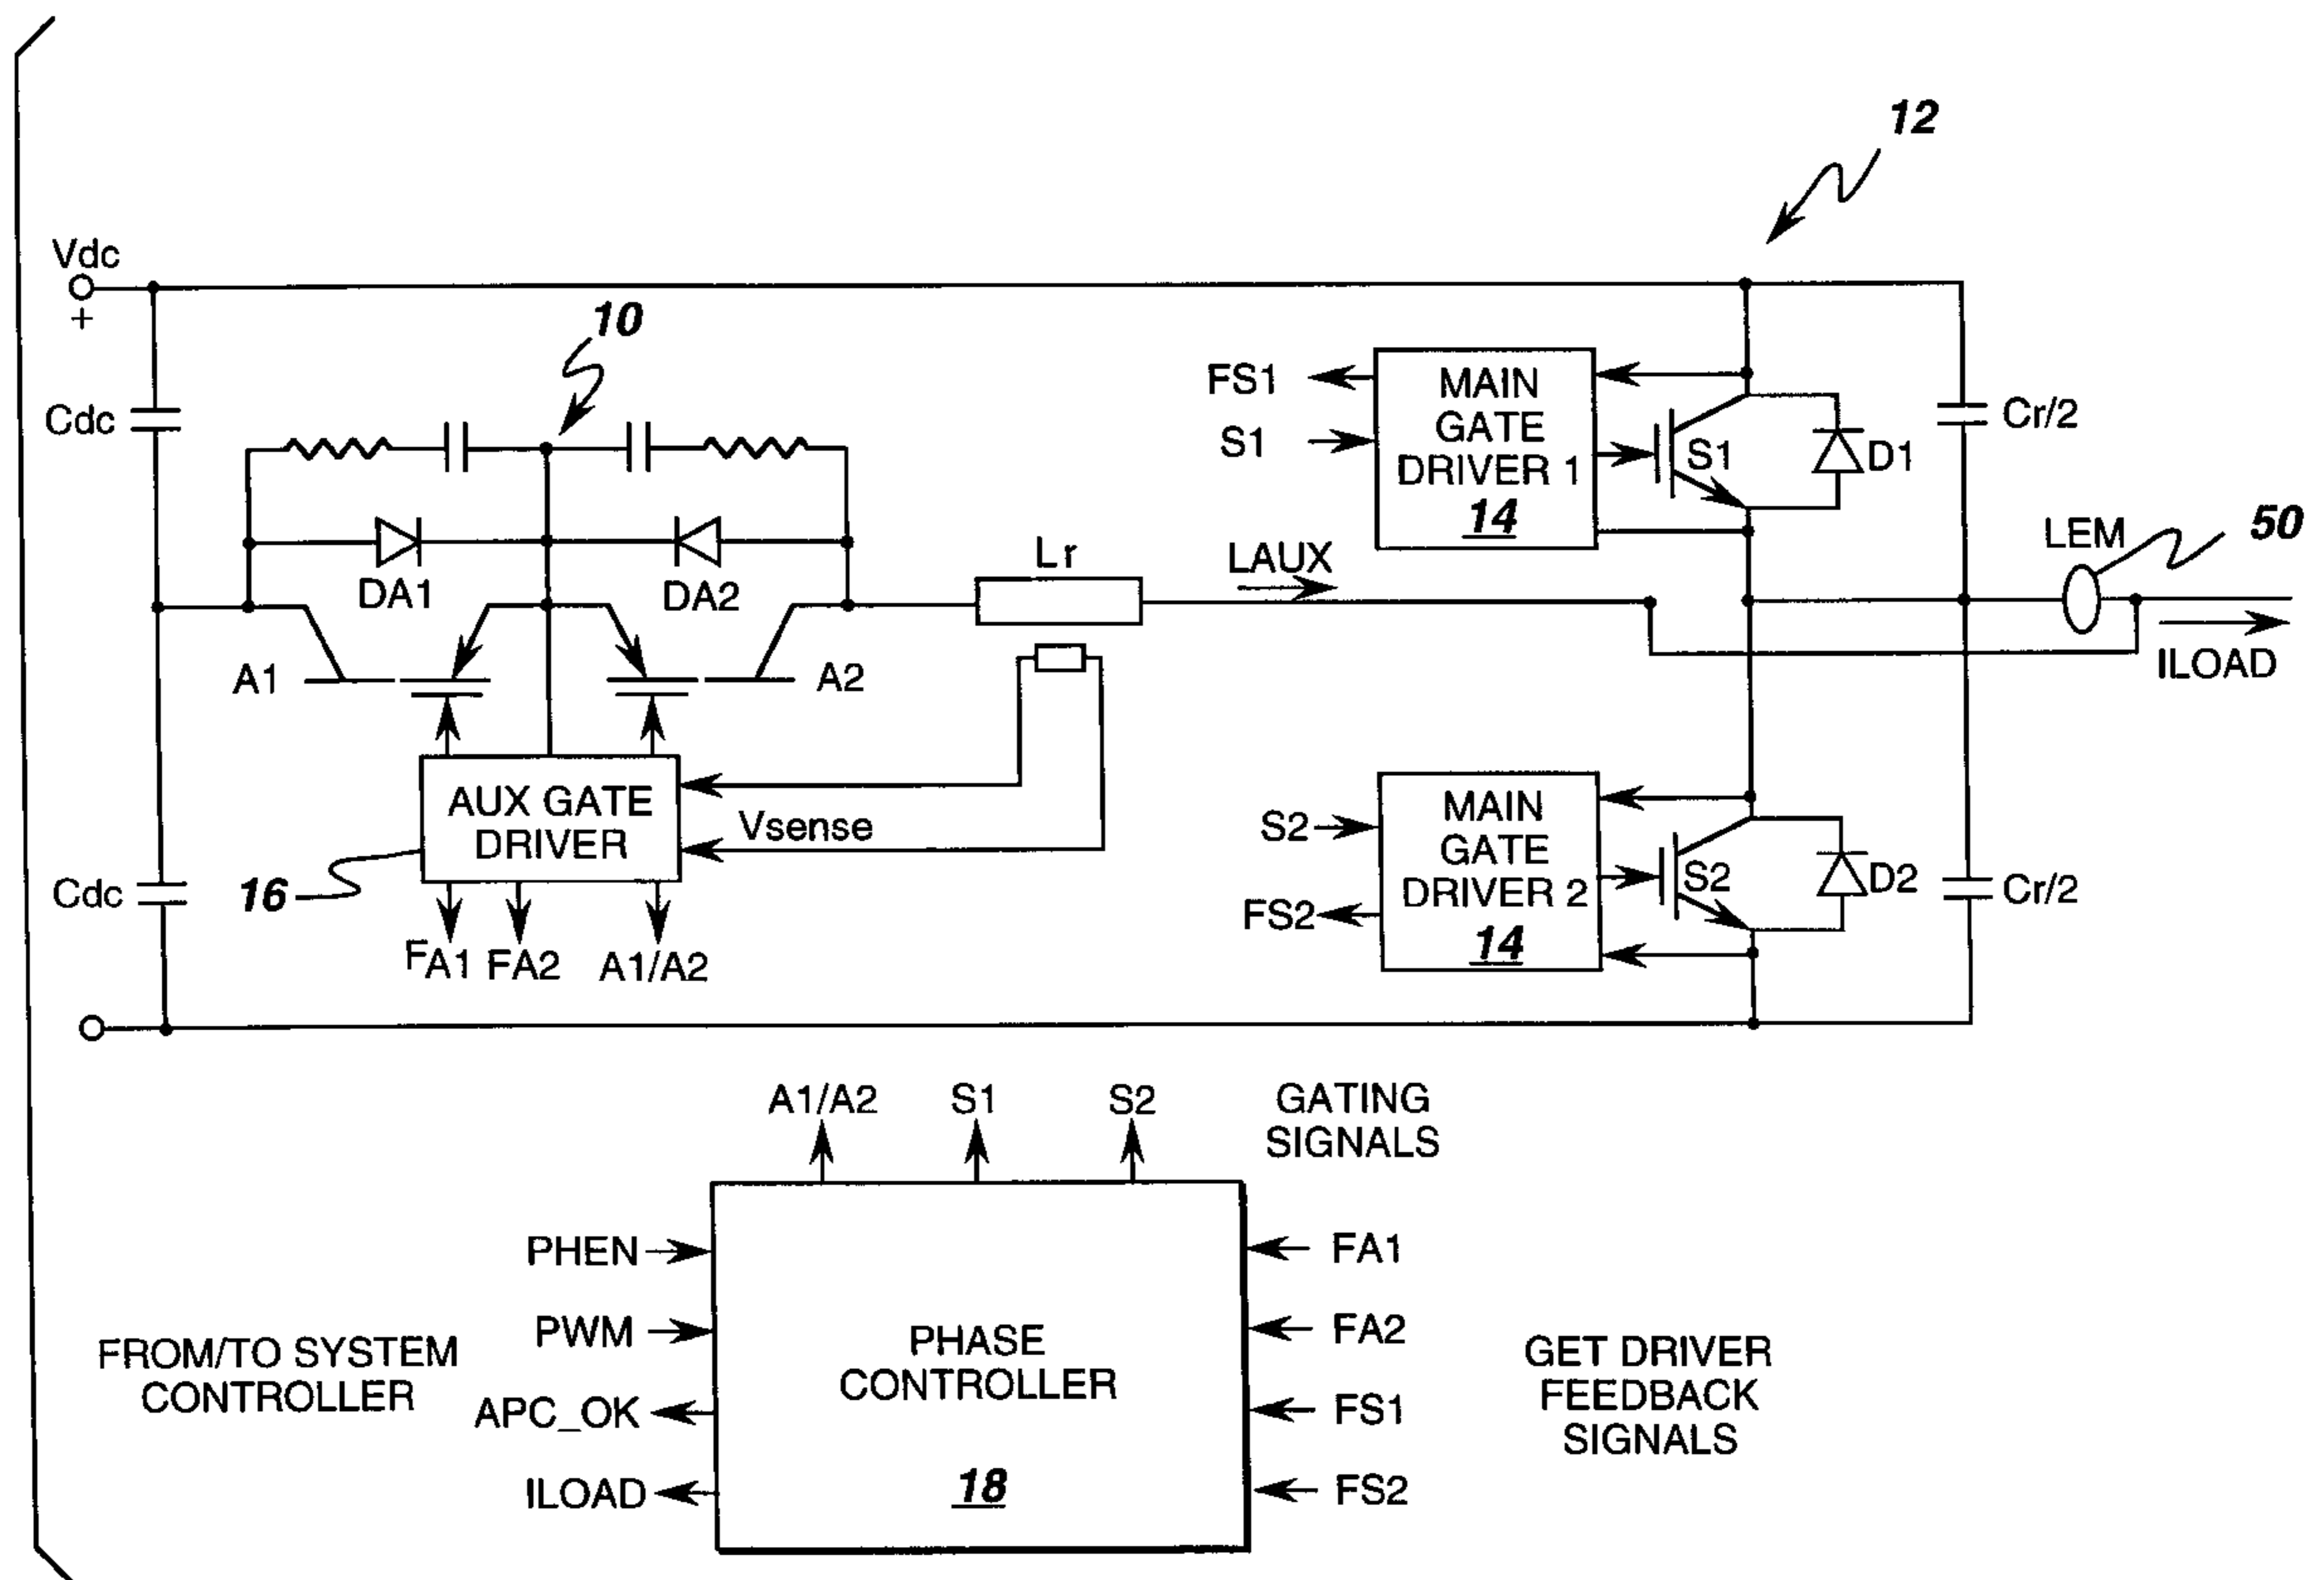 12
Vdc
+
10
Cdc
FS1
S1
MAIN
GATE
DRIVER 1
14
S1
D1
Cr/2
DA1
DA2
Lr
LAUX
LEM
50
A1
A2
ILOAD
AUX GATE
DRIVER
Vsense
16
Cdc
FA1
FA2
A1/A2
S2
FS2
MAIN
GATE
DRIVER 2
14
S2
D2
Cr/2
A1/A2
S1
S2
GATING
SIGNALS
PHEN
PWM
APC_OK
ILOAD
FROM/TO SYSTEM
CONTROLLER
PHASE
CONTROLLER
18
FA1
FA2
FS1
FS2
GET DRIVER
FEEDBACK
SIGNALS